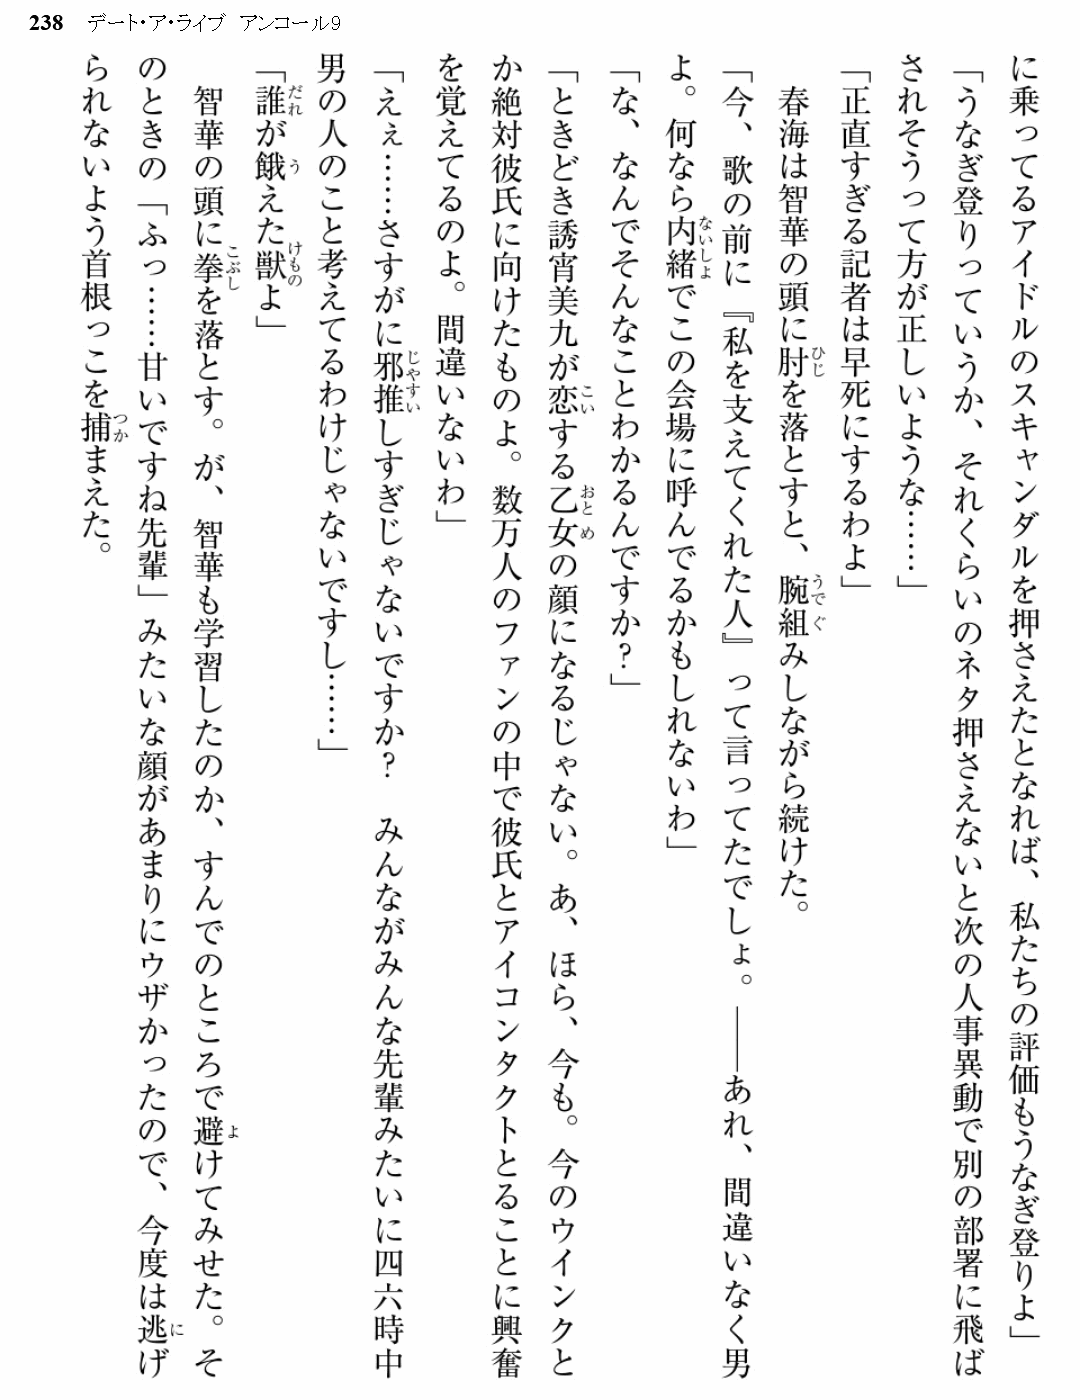 238 デート・ア・ライブ アンコール9
に乗ってるアイドルのスキャンダルを押さえたとなれば、私たちの評価もうなぎ登りよ」
「うなぎ登りっていうか、それくらいのネタ押さえないと次の人事異動で別の部署に飛ば
されそうって方が正しいような……」
「正直すぎる記者は早死にするわよ」
　春海は智華の頭に肘を落とすと、腕組みしながら続けた。
「今、歌の前に『私を支えてくれた人』って言ってたでしょ。――あれ、間違いなく男
よ。何なら内緒でこの会場に呼んでるかもしれないわ」
「な、なんでそんなことわかるんですか？」
「ときどき誘宵美九が恋する乙女の顔になるじゃない。あ、ほら、今も。今のウインクと
か絶対彼氏に向けたものよ。数万人のファンの中で彼氏とアイコンタクトとることに興奮
を覚えてるのよ。間違いないわ」
「えぇ……さすがに邪推しすぎじゃないですか？　みんながみんな先輩みたいに四六時中
男の人のこと考えてるわけじゃないですし……」
「誰が餓えた獣よ」
　智華の頭に拳を落とす。が、智華も学習したのか、すんでのところで避けてみせた。そ
のときの「ふっ……甘いですね先輩」みたいな顔があまりにウザかったので、今度は逃げ
られないよう首根っこを捕まえた。